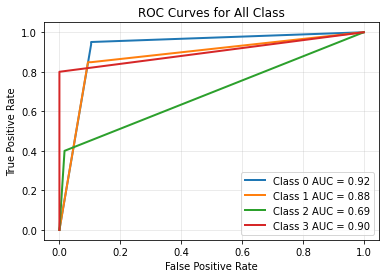 ROC Curves for All Class
True Positive Rate
1.0
0.8
0.6
0.4
0.2
0.0
Class 0 AUC = 0.92
Class 1 AUC = 0.88
Class 2 AUC = 0.69
Class 3 AUC = 0.90
0.0 0.2 0.4 0.6 0.8 1.0
False Positive Rate